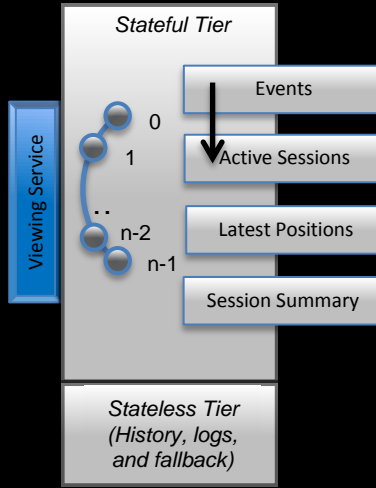 Stateful Tier
Viewing Service
0
1
..
n-2
n-1
Events
Active Sessions
Latest Positions
Session Summary
Stateless Tier
(History, logs,
and fallback)